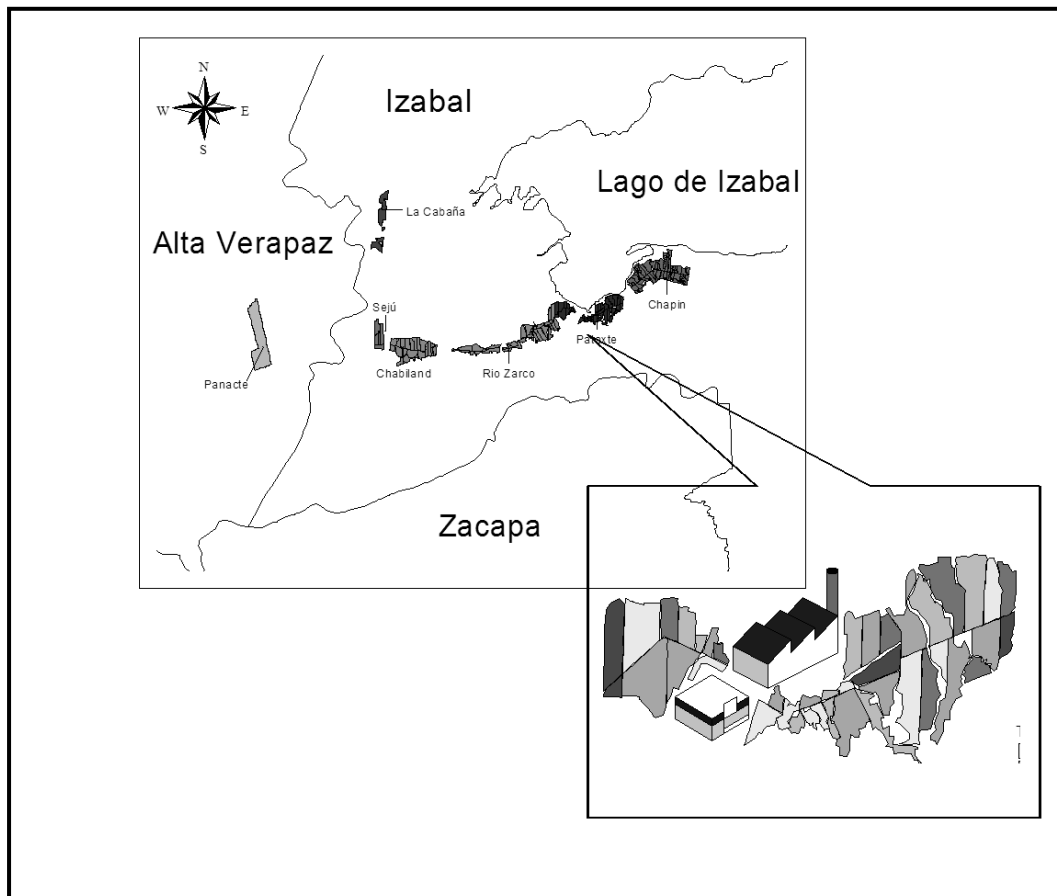 N
W
E
S
Izabal
Lago de Izabal
La Cabaña
Alta Verapaz
Chapin
Sejú
Pataxte
Chabiland
Rio Zarco
Panacte
Zacapa